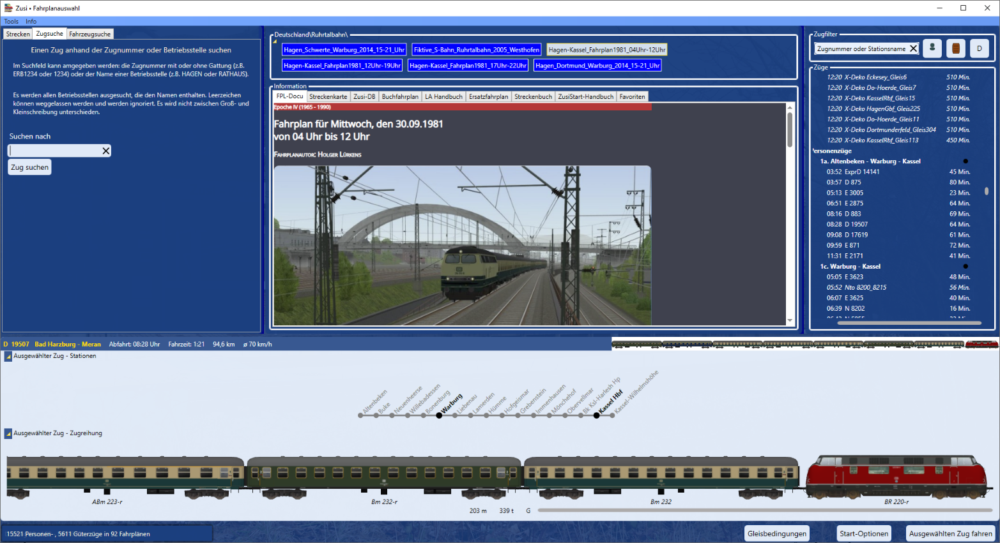 Zusi • Fahrplanauswahl
Tools Info
Strecken Zugsuche Fahrzeugsuche
Einen Zug anhand der Zugnummer oder Betriebsstelle suchen
Im Suchfeld kann amgegeben werden: die Zugnummer mit oder ohne Gattung (z.B.
ERB1234 oder 1234) oder der Name einer Betriebsstelle (z.B. HAGEN oder RATHAUS).
Es werden allen Betriebsstellen ausgesucht, die den Namen enthalten. Leerzeichen
können weggelassen werden und werden ignoriert. Es wird nicht zwischen Groß- und
Kleinschreibung unterschieden.
Suchen nach
Zug suchen
Deutschland\Ruhrtalbahn\
Hagen_Schwerte_Warburg_2014_15-21_Uhr Fiktive_S-Bahn_Ruhrtalbahn_2005_Westhofen Hagen-Kassel_Fahrplan1981_04Uhr-12Uhr
Hagen-Kassel_Fahrplan1981_12Uhr-19Uhr Hagen-Kassel_Fahrplan1981_17Uhr-22Uhr Hagen_Dortmund_Warburg_2014_15-21_Uhr
Information
FPL-Docu Streckenkarte Zusi-DB Buchfahrplan LA Handbuch Ersatzfahrplan Streckenbuch ZusiStart-Handbuch Favoriten
Epoche IV (1965 - 1990)
Fahrplan für Mittwoch, den 30.09.1981
von 04 Uhr bis 12 Uhr
Fahrplanautor: Holger Lürkens
Zugfilter
Zugnummer oder Stationsname D
Züge
12:20 X-Deko Eckesey_Gleis6 510 Min.
12:20 X-Deko Do-Hoerde_Gleis7 510 Min.
12:20 X-Deko KasselRbf_Gleis15 510 Min.
12:20 X-Deko HagenGbf_Gleis225 510 Min.
12:20 X-Deko Do-Hoerde_Gleis11 510 Min.
12:20 X-Deko Dortmunderfeld_Gleis304 510 Min.
12:20 X-Deko KasselRbf_Gleis113 450 Min.
Personenzüge
1a. Altenbeken - Warburg - Kassel
03:52 ExprD 14141 45 Min.
03:57 D 875 80 Min.
05:13 E 3005 23 Min.
06:51 E 2875 64 Min.
08:16 D 883 69 Min.
08:28 D 19507 64 Min.
09:08 D 17619 61 Min.
09:59 E 871 72 Min.
11:31 E 2171 41 Min.
1c. Warburg - Kassel
05:05 E 3623 48 Min.
05:52 Nto 8200_8215 56 Min.
06:07 E 3625 40 Min.
06:39 N 8202 16 Min.
D 19507 Bad Harzburg - Meran Abfahrt: 08:28 Uhr Fahrzeit: 1:21 94,6 km ø 70 km/h
Ausgewählter Zug - Stationen
Altenbeken
Buke
Neuenheerse
Willebadessen
Bonenburg
Warburg
Liebenau
Lamerden
Hümme
Hofgeismar
Grebenstein
Immenhausen
Mönchehof
Obervellmar
Bk Ksl-Harlesh Hp
Kassel Hbf
Kassel-Wilhelmshöhe
Ausgewählter Zug - Zugreihung
ABm 223-r Bm 232-r Bm 232 BR 220-r
203 m 339 t G
15521 Personen- , 5611 Güterzüge in 92 Fahrplänen
Gleisbedingungen Start-Optionen Ausgewählten Zug fahren